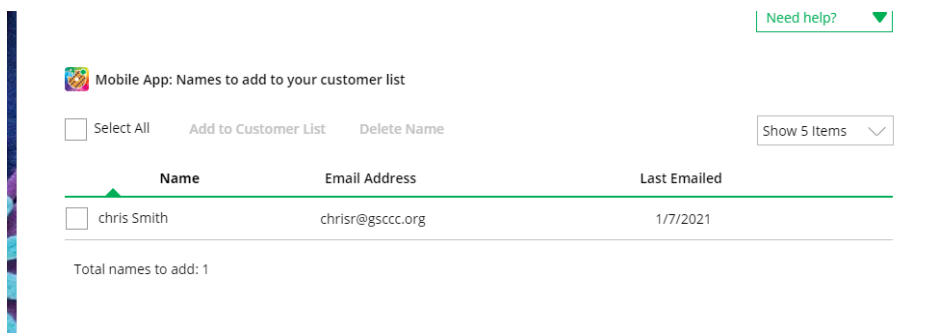 Need help?
Mobile App: Names to add to your customer list
Select All Add to Customer List Delete Name
Show 5 Items
Name Email Address Last Emailed
chris Smith chrisr@gsccc.org 1/7/2021
Total names to add: 1